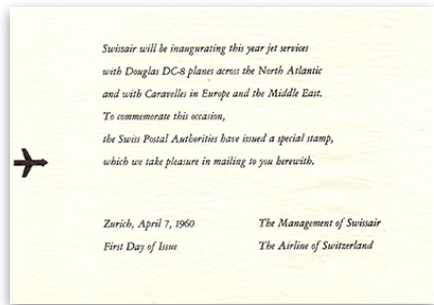 Swissair will be inaugurating this year jet services
with Douglas DC-8 planes across the North Atlantic
and with Caravelles in Europe and the Middle East.
To commemorate this occasion,
the Swiss Postal Authorities have issued a special stamp,
which we take pleasure in mailing to you herewith.
Zurich, April 7, 1960 The Management of Swissair
First Day of Issue The Airline of Switzerland